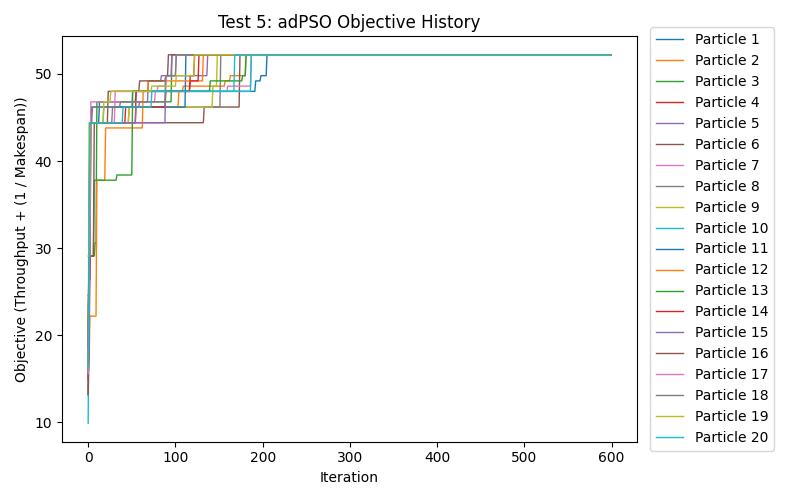 Test 5: adPSO Objective History
Objective (Throughput + (1 / Makespan))
50
40
30
20
10
0 100 200 300 400 500 600
Iteration
Particle 1
Particle 2
Particle 3
Particle 4
Particle 5
Particle 6
Particle 7
Particle 8
Particle 9
Particle 10
Particle 11
Particle 12
Particle 13
Particle 14
Particle 15
Particle 16
Particle 17
Particle 18
Particle 19
Particle 20